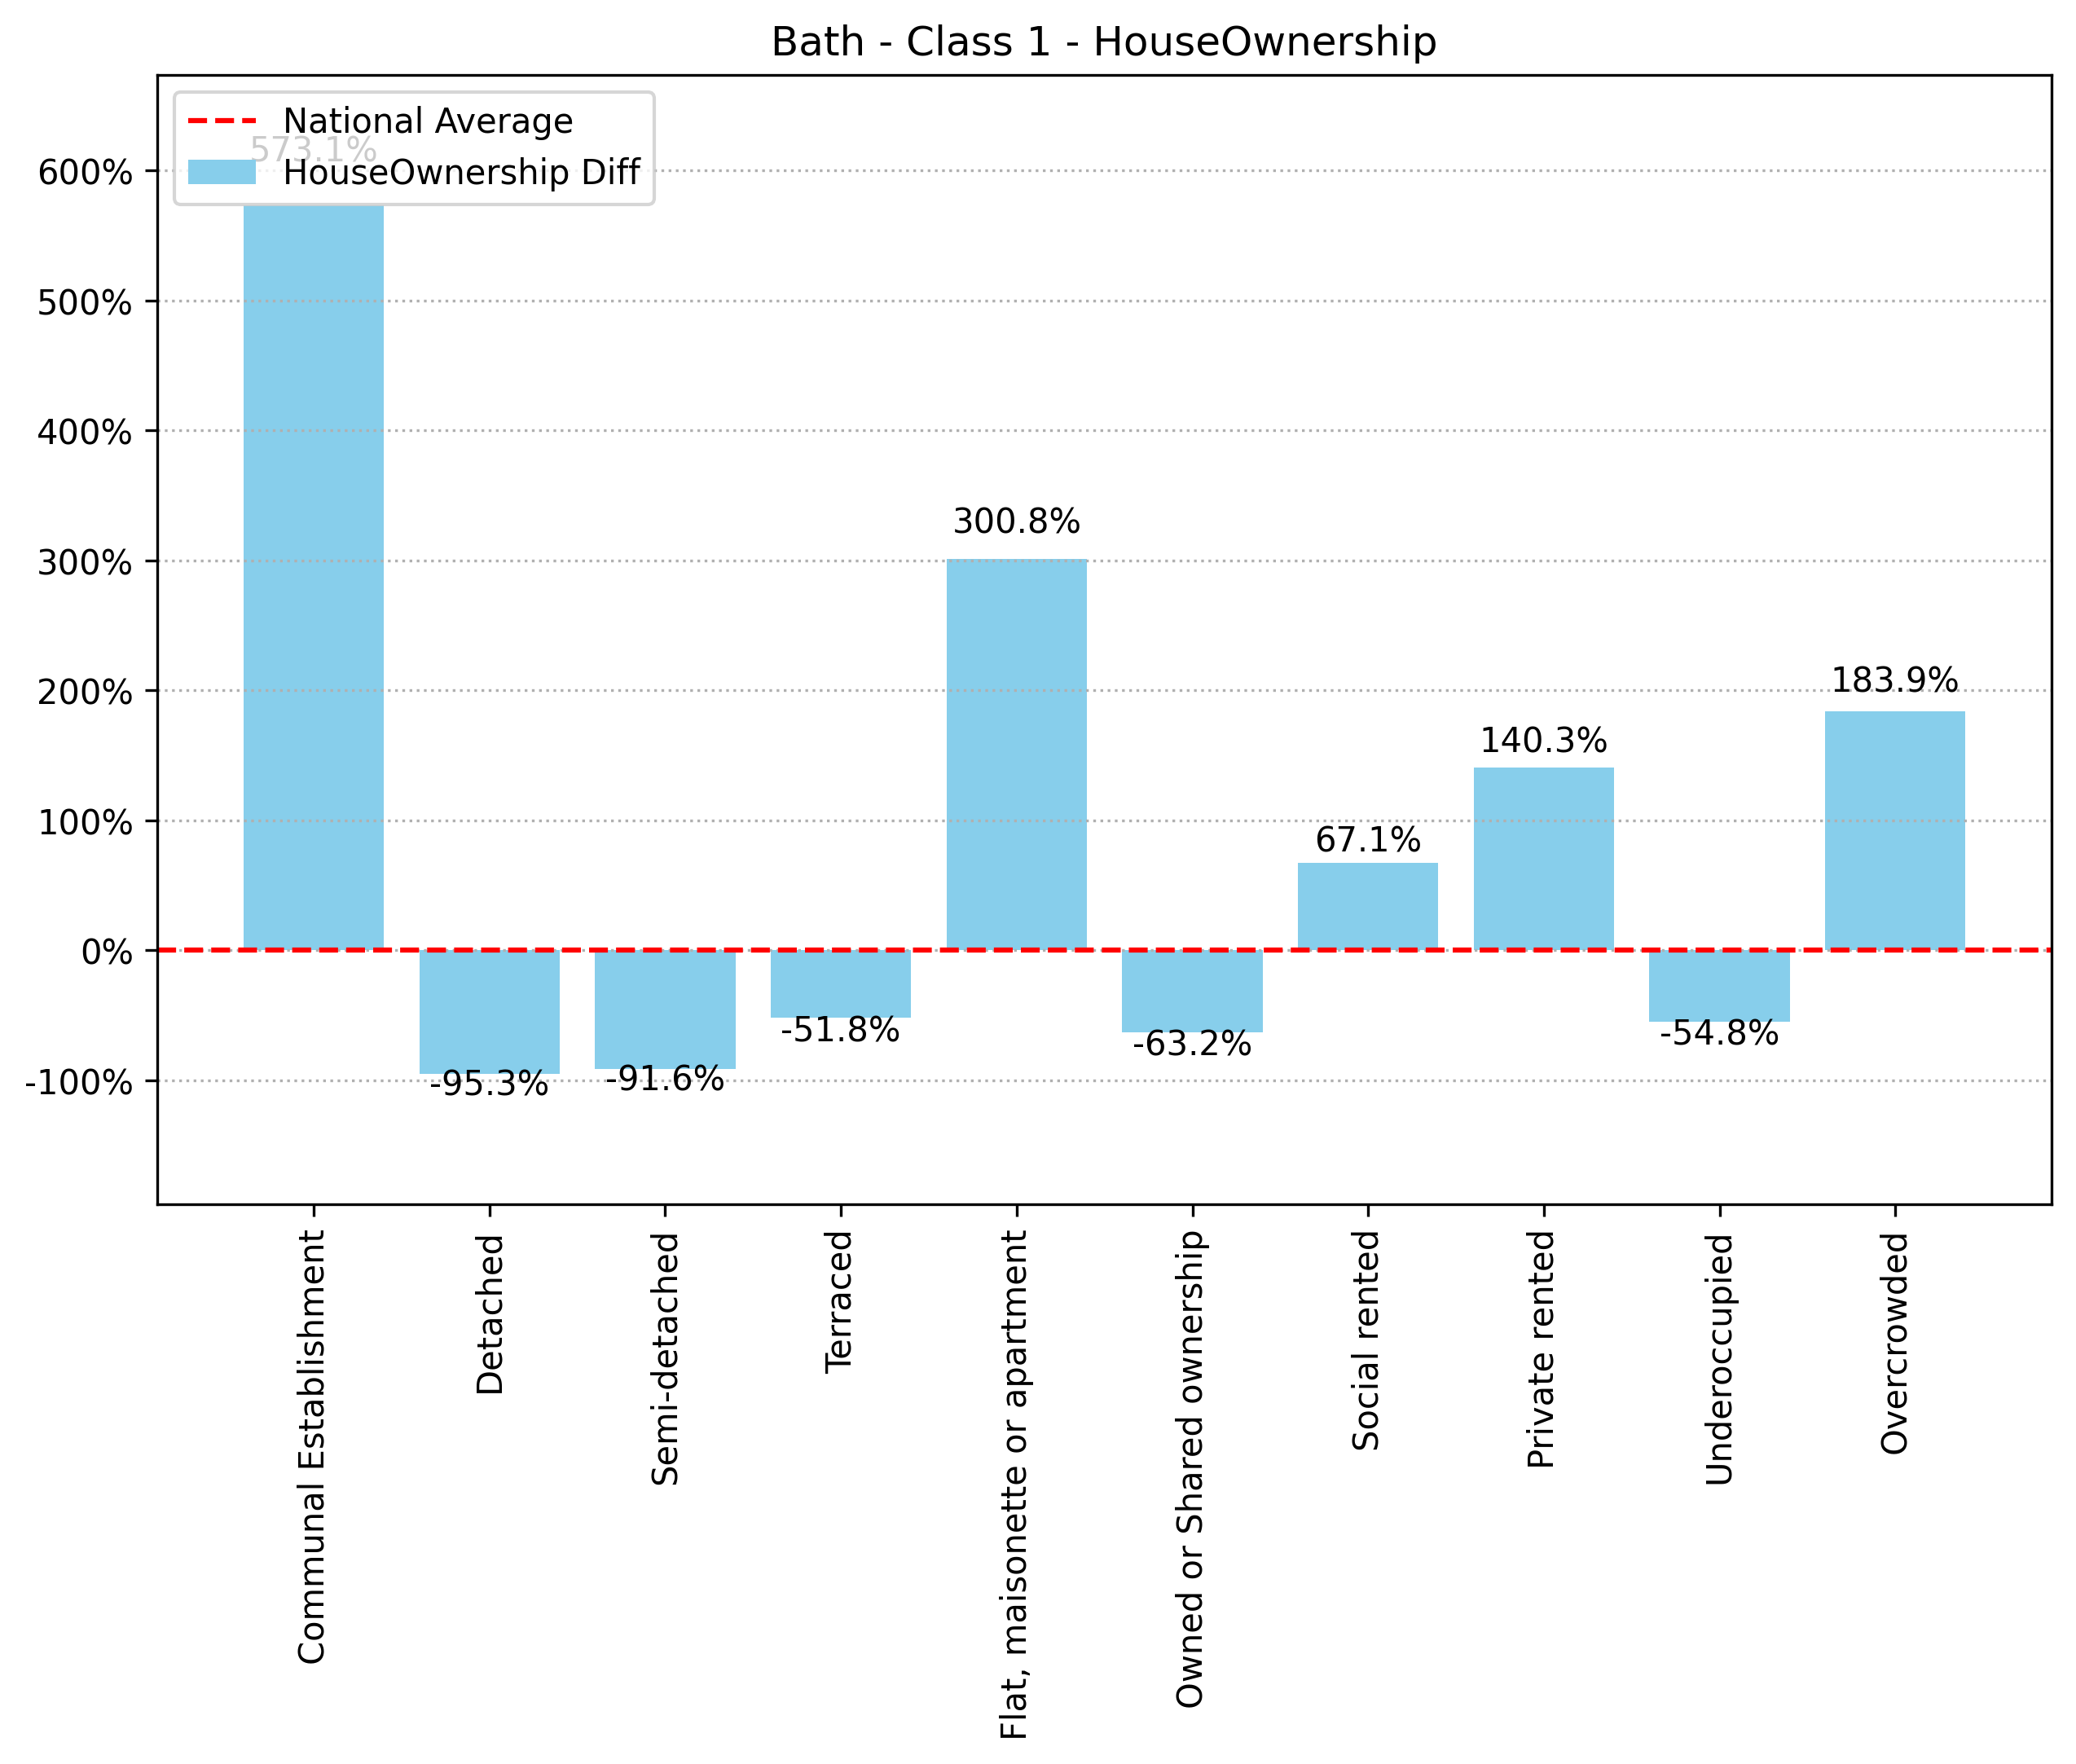 Bath - Class 1 - HouseOwnership
National Average
573.1%
HouseOwnership Diff
600%
500%
400%
300%
200%
100%
0%
-100%
-95.3%
-91.6%
-51.8%
300.8%
-63.2%
67.1%
140.3%
-54.8%
183.9%
Communal Establishment
Detached
Semi-detached
Terraced
Flat, maisonette or apartment
Owned or Shared ownership
Social rented
Private rented
Underoccupied
Overcrowded